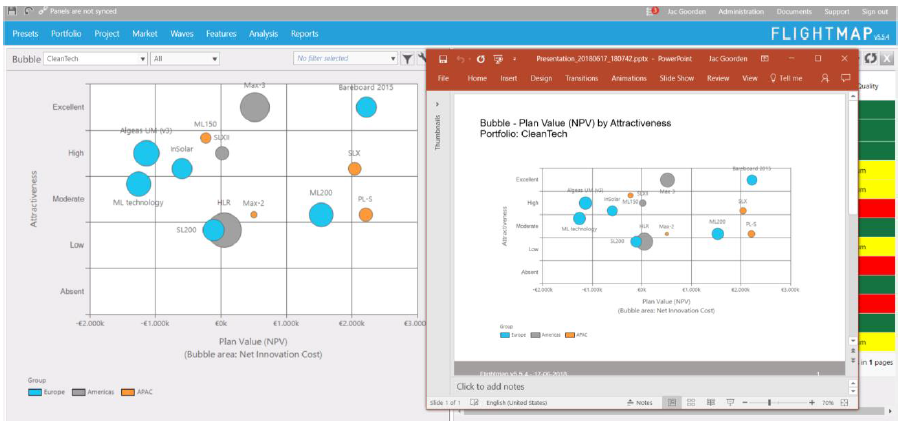 Panels are not synced
3 Jac Goorden Administration Documents Support Sign out
Presets Portfolio Project Market Waves Features Analysis Reports
FLIGHTMAP v5.5.4
Bubble CleanTech All No filter selected
Excellent
High
Moderate
Low
Absent
Attractiveness
Max-3
Bareboard 2015
ML150
Algeas UM (v3)
SLXII
InSolar
SLX
ML technology
HLR
Max-2
ML200
PL-5
SL200
-€2.000k -€1.000k €0k €1.000k €2.000k €3.000
Plan Value (NPV)
(Bubble area: Net Innovation Cost)
Group
Europe Americas APAC
Presentation_20180617_180742.pptx - PowerPoint Jac Goorden
File Home Insert Design Transitions Animations Slide Show Review View Tell me
Thumbnails
Bubble - Plan Value (NPV) by Attractiveness
Portfolio: CleanTech
Excellent
High
Moderate
Low
Absent
Attractiveness
Bareboard 2015
Max-3
Algeas UM (v3)
SLXII
InSolar
ML150
SLX
ML technology
HLR
Max-2
ML200
PL-5
SL200
-€2.000k -€1.000k €0k €1.000k €2.000k €3.000k
Plan Value (NPV)
(Bubble area: Net Innovation Cost)
Group
Europe Americas APAC
FlightMap v5.5.4 - 17-06-2018 1
Click to add notes
Slide 1 of 1 English (United States) Notes 70%
Quality
in 1 pages